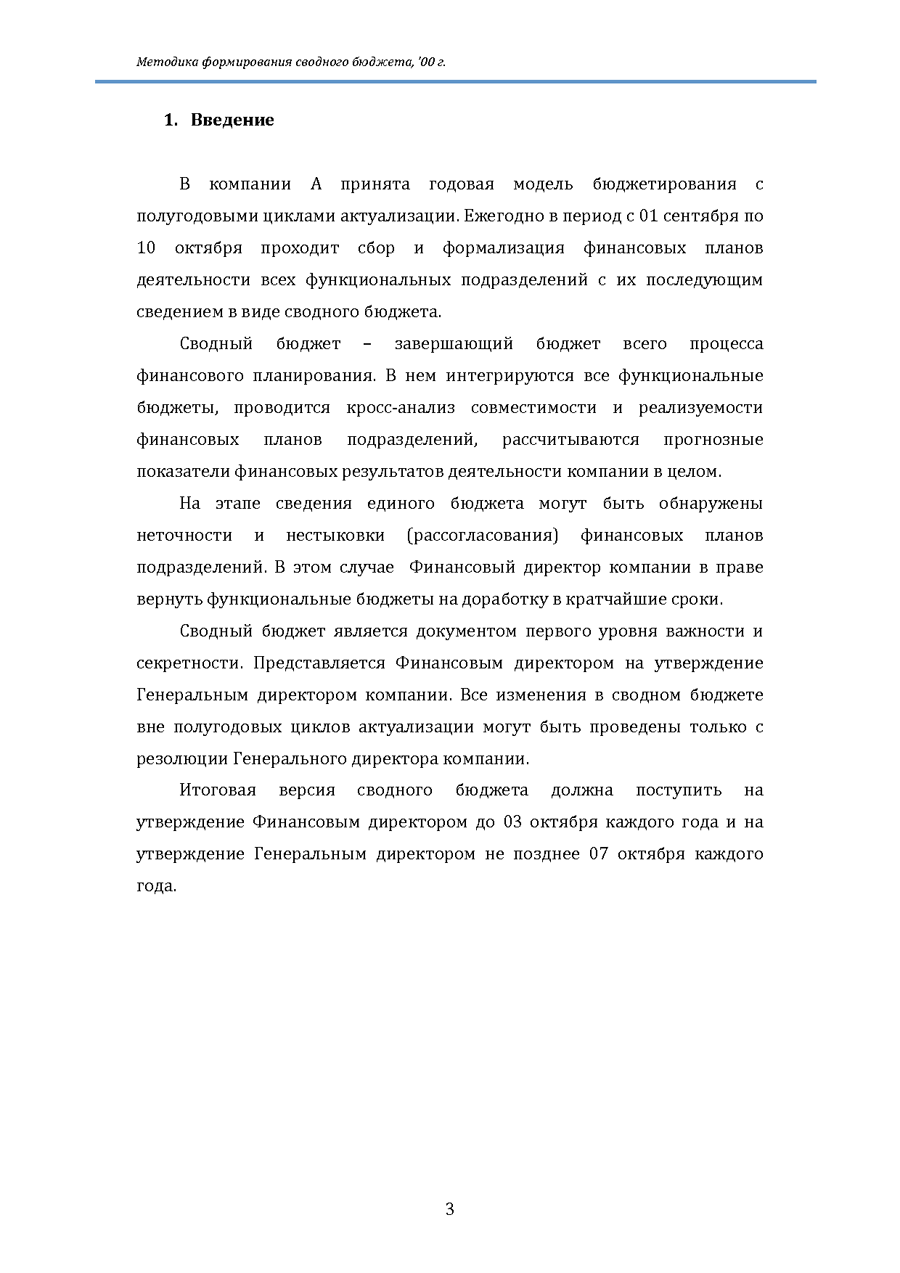 Методика формирования сводного бюджета, '00 г.
1. Введение
В компании А принята годовая модель бюджетирования с
полугодовыми циклами актуализации. Ежегодно в период с 01 сентября по
10 октября проходит сбор и формализация финансовых планов
деятельности всех функциональных подразделений с их последующим
сведением в виде сводного бюджета.
Сводный бюджет – завершающий бюджет всего процесса
финансового планирования. В нем интегрируются все функциональные
бюджеты, проводится кросс-анализ совместимости и реализуемости
финансовых планов подразделений, рассчитываются прогнозные
показатели финансовых результатов деятельности компании в целом.
На этапе сведения единого бюджета могут быть обнаружены
неточности и нестыковки (рассогласования) финансовых планов
подразделений. В этом случае  Финансовый директор компании в праве
вернуть функциональные бюджеты на доработку в кратчайшие сроки.
Сводный бюджет является документом первого уровня важности и
секретности. Представляется Финансовым директором на утверждение
Генеральным директором компании. Все изменения в сводном бюджете
вне полугодовых циклов актуализации могут быть проведены только с
резолюции Генерального директора компании.
Итоговая версия сводного бюджета должна поступить на
утверждение Финансовым директором до 03 октября каждого года и на
утверждение Генеральным директором не позднее 07 октября каждого
года.
3